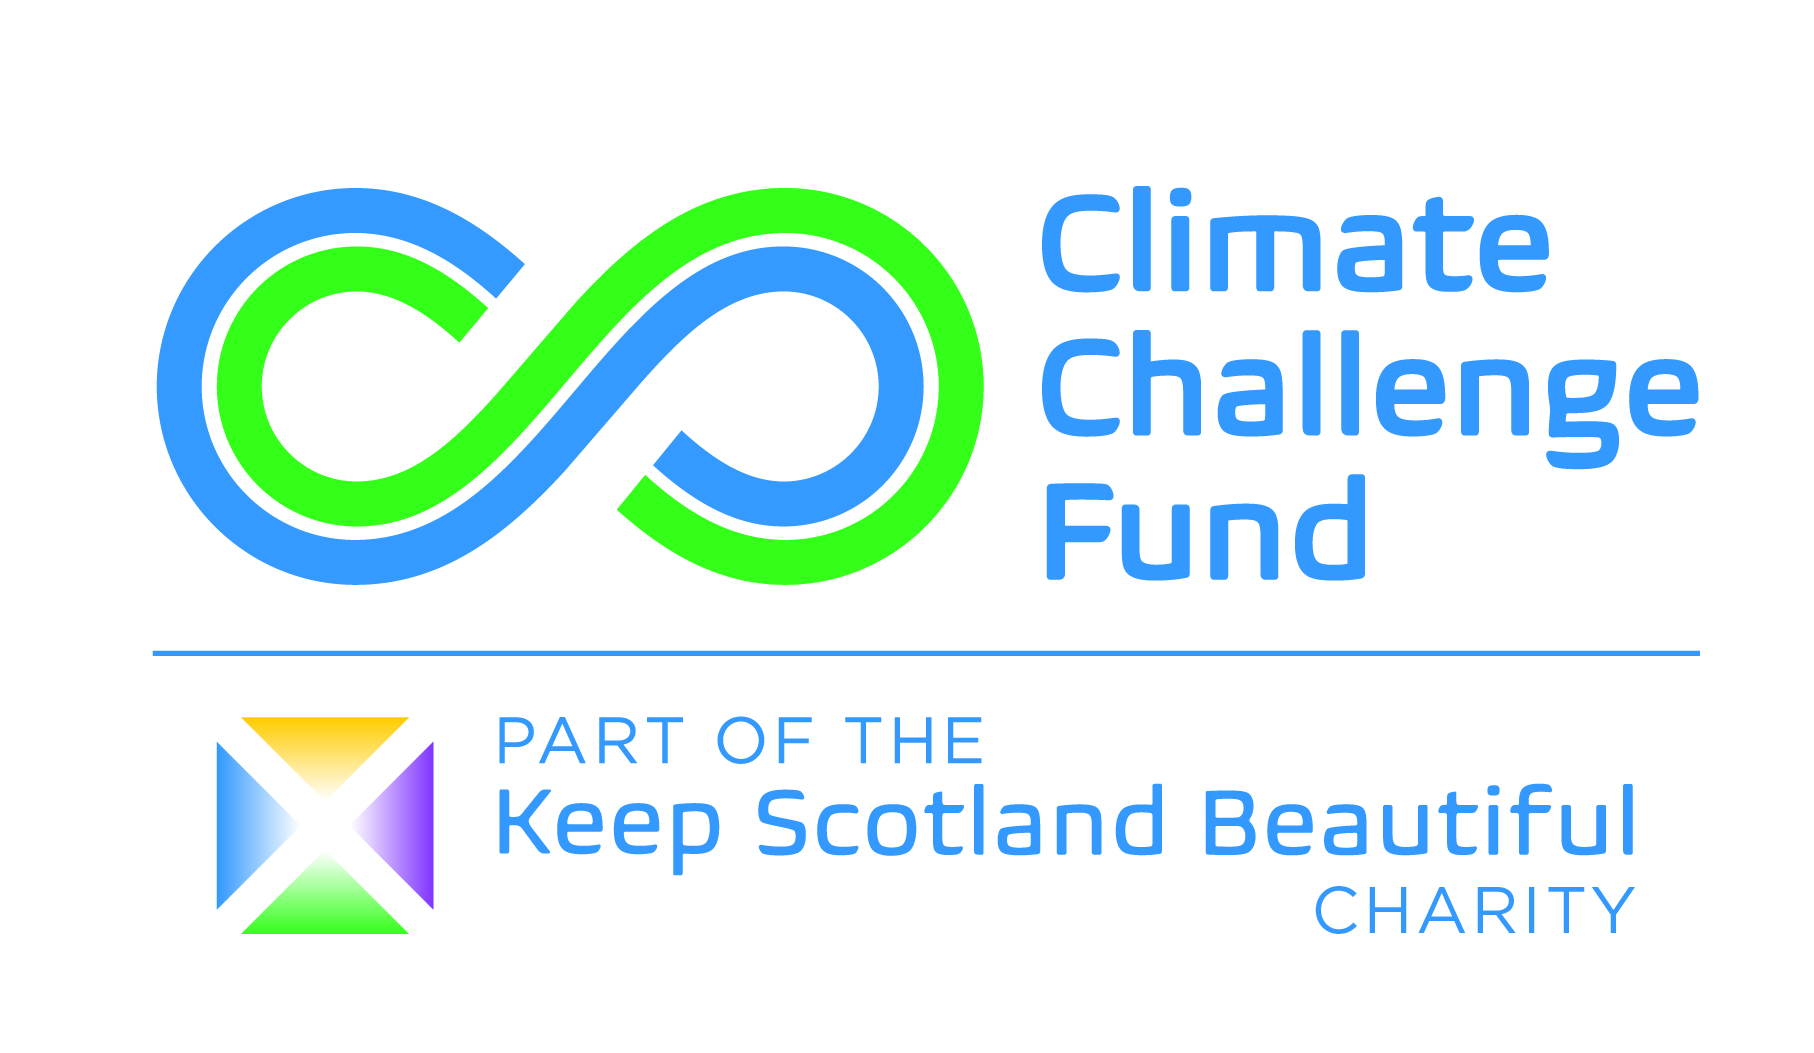 Climate
Challenge
Fund
PART OF THE
Keep Scotland Beautiful
CHARITY